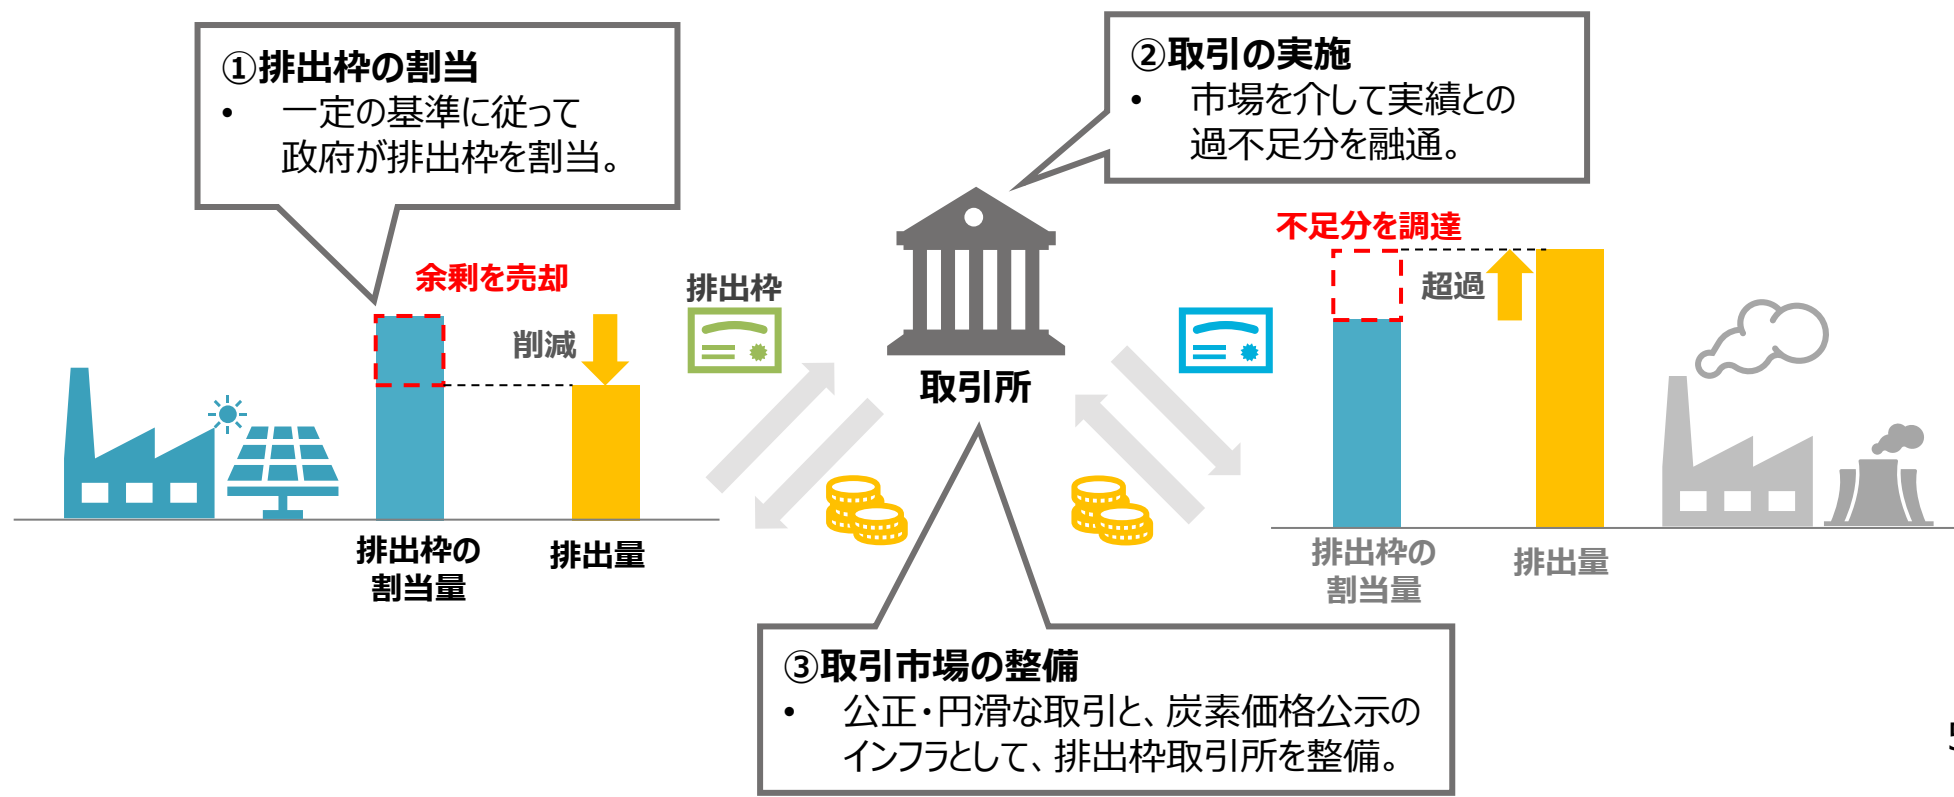 ①排出枠の割当
• 一定の基準に従って
政府が排出枠を割当。
②取引の実施
• 市場を介して実績との
過不足分を融通。
余剰を売却
削減
排出枠
取引所
不足分を調達
超過
排出枠の
割当量
排出量
排出枠の
割当量
排出量
③取引市場の整備
• 公正・円滑な取引と、炭素価格公示の
インフラとして、排出枠取引所を整備。